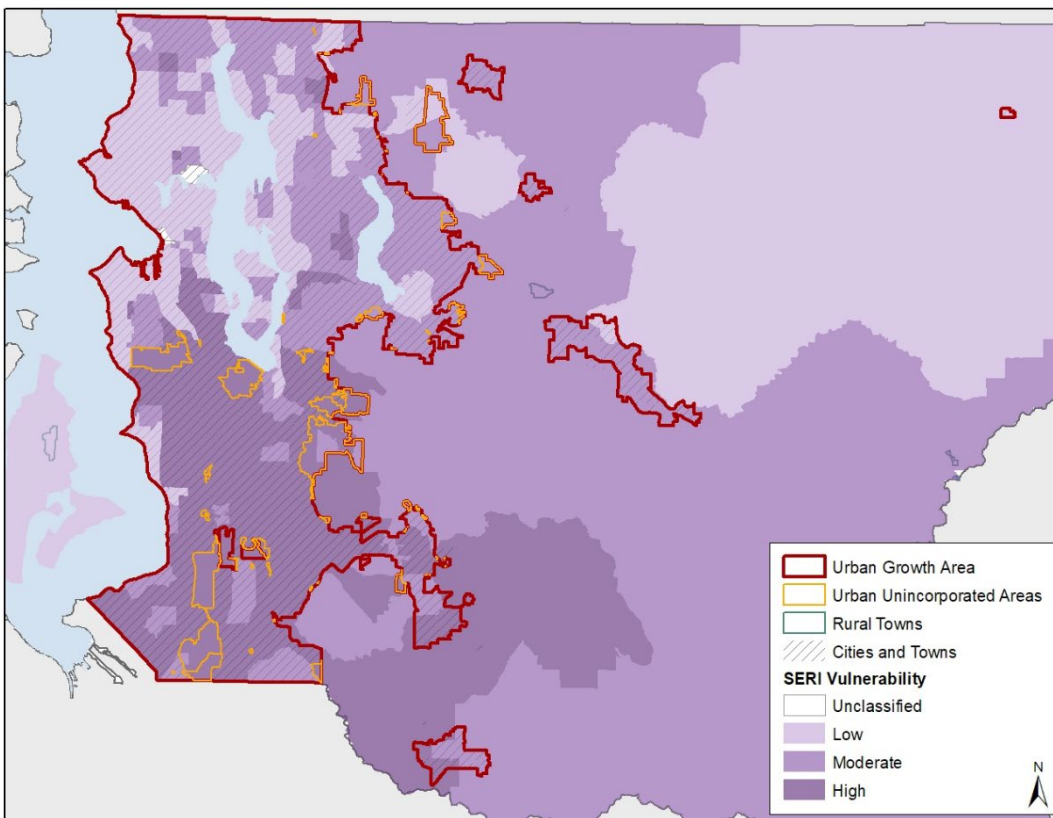 Urban Growth Area
Urban Unincorporated Areas
Rural Towns
Cities and Towns
SERI Vulnerability
Unclassified
Low
Moderate
High
N